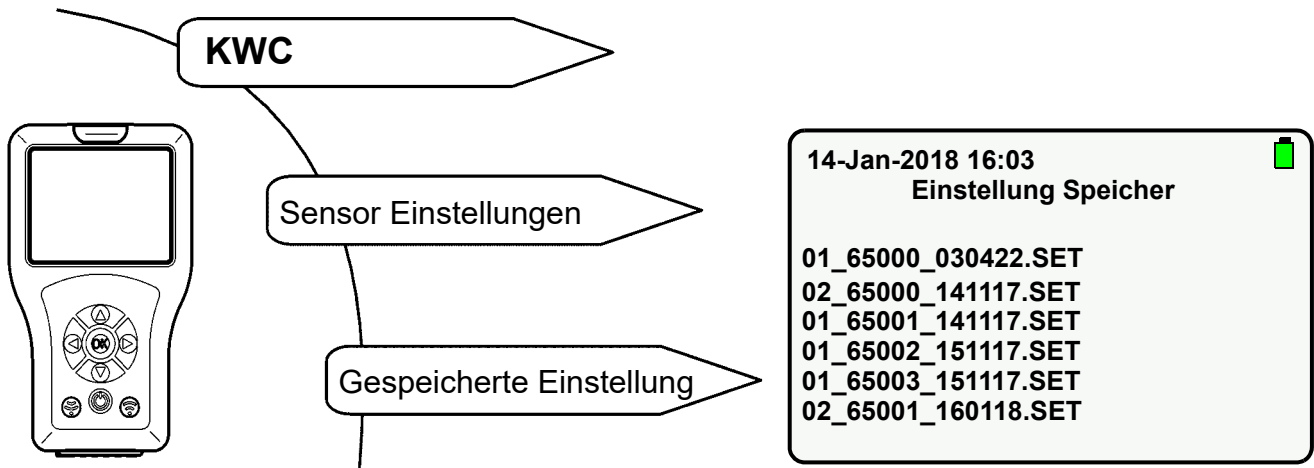 KWC
Sensor Einstellungen
Gespeicherte Einstellung
OK
14-Jan-2018 16:03
Einstellung Speicher
01_65000_030422.SET
02_65000_141117.SET
01_65001_141117.SET
01_65002_151117.SET
01_65003_151117.SET
02_65001_160118.SET